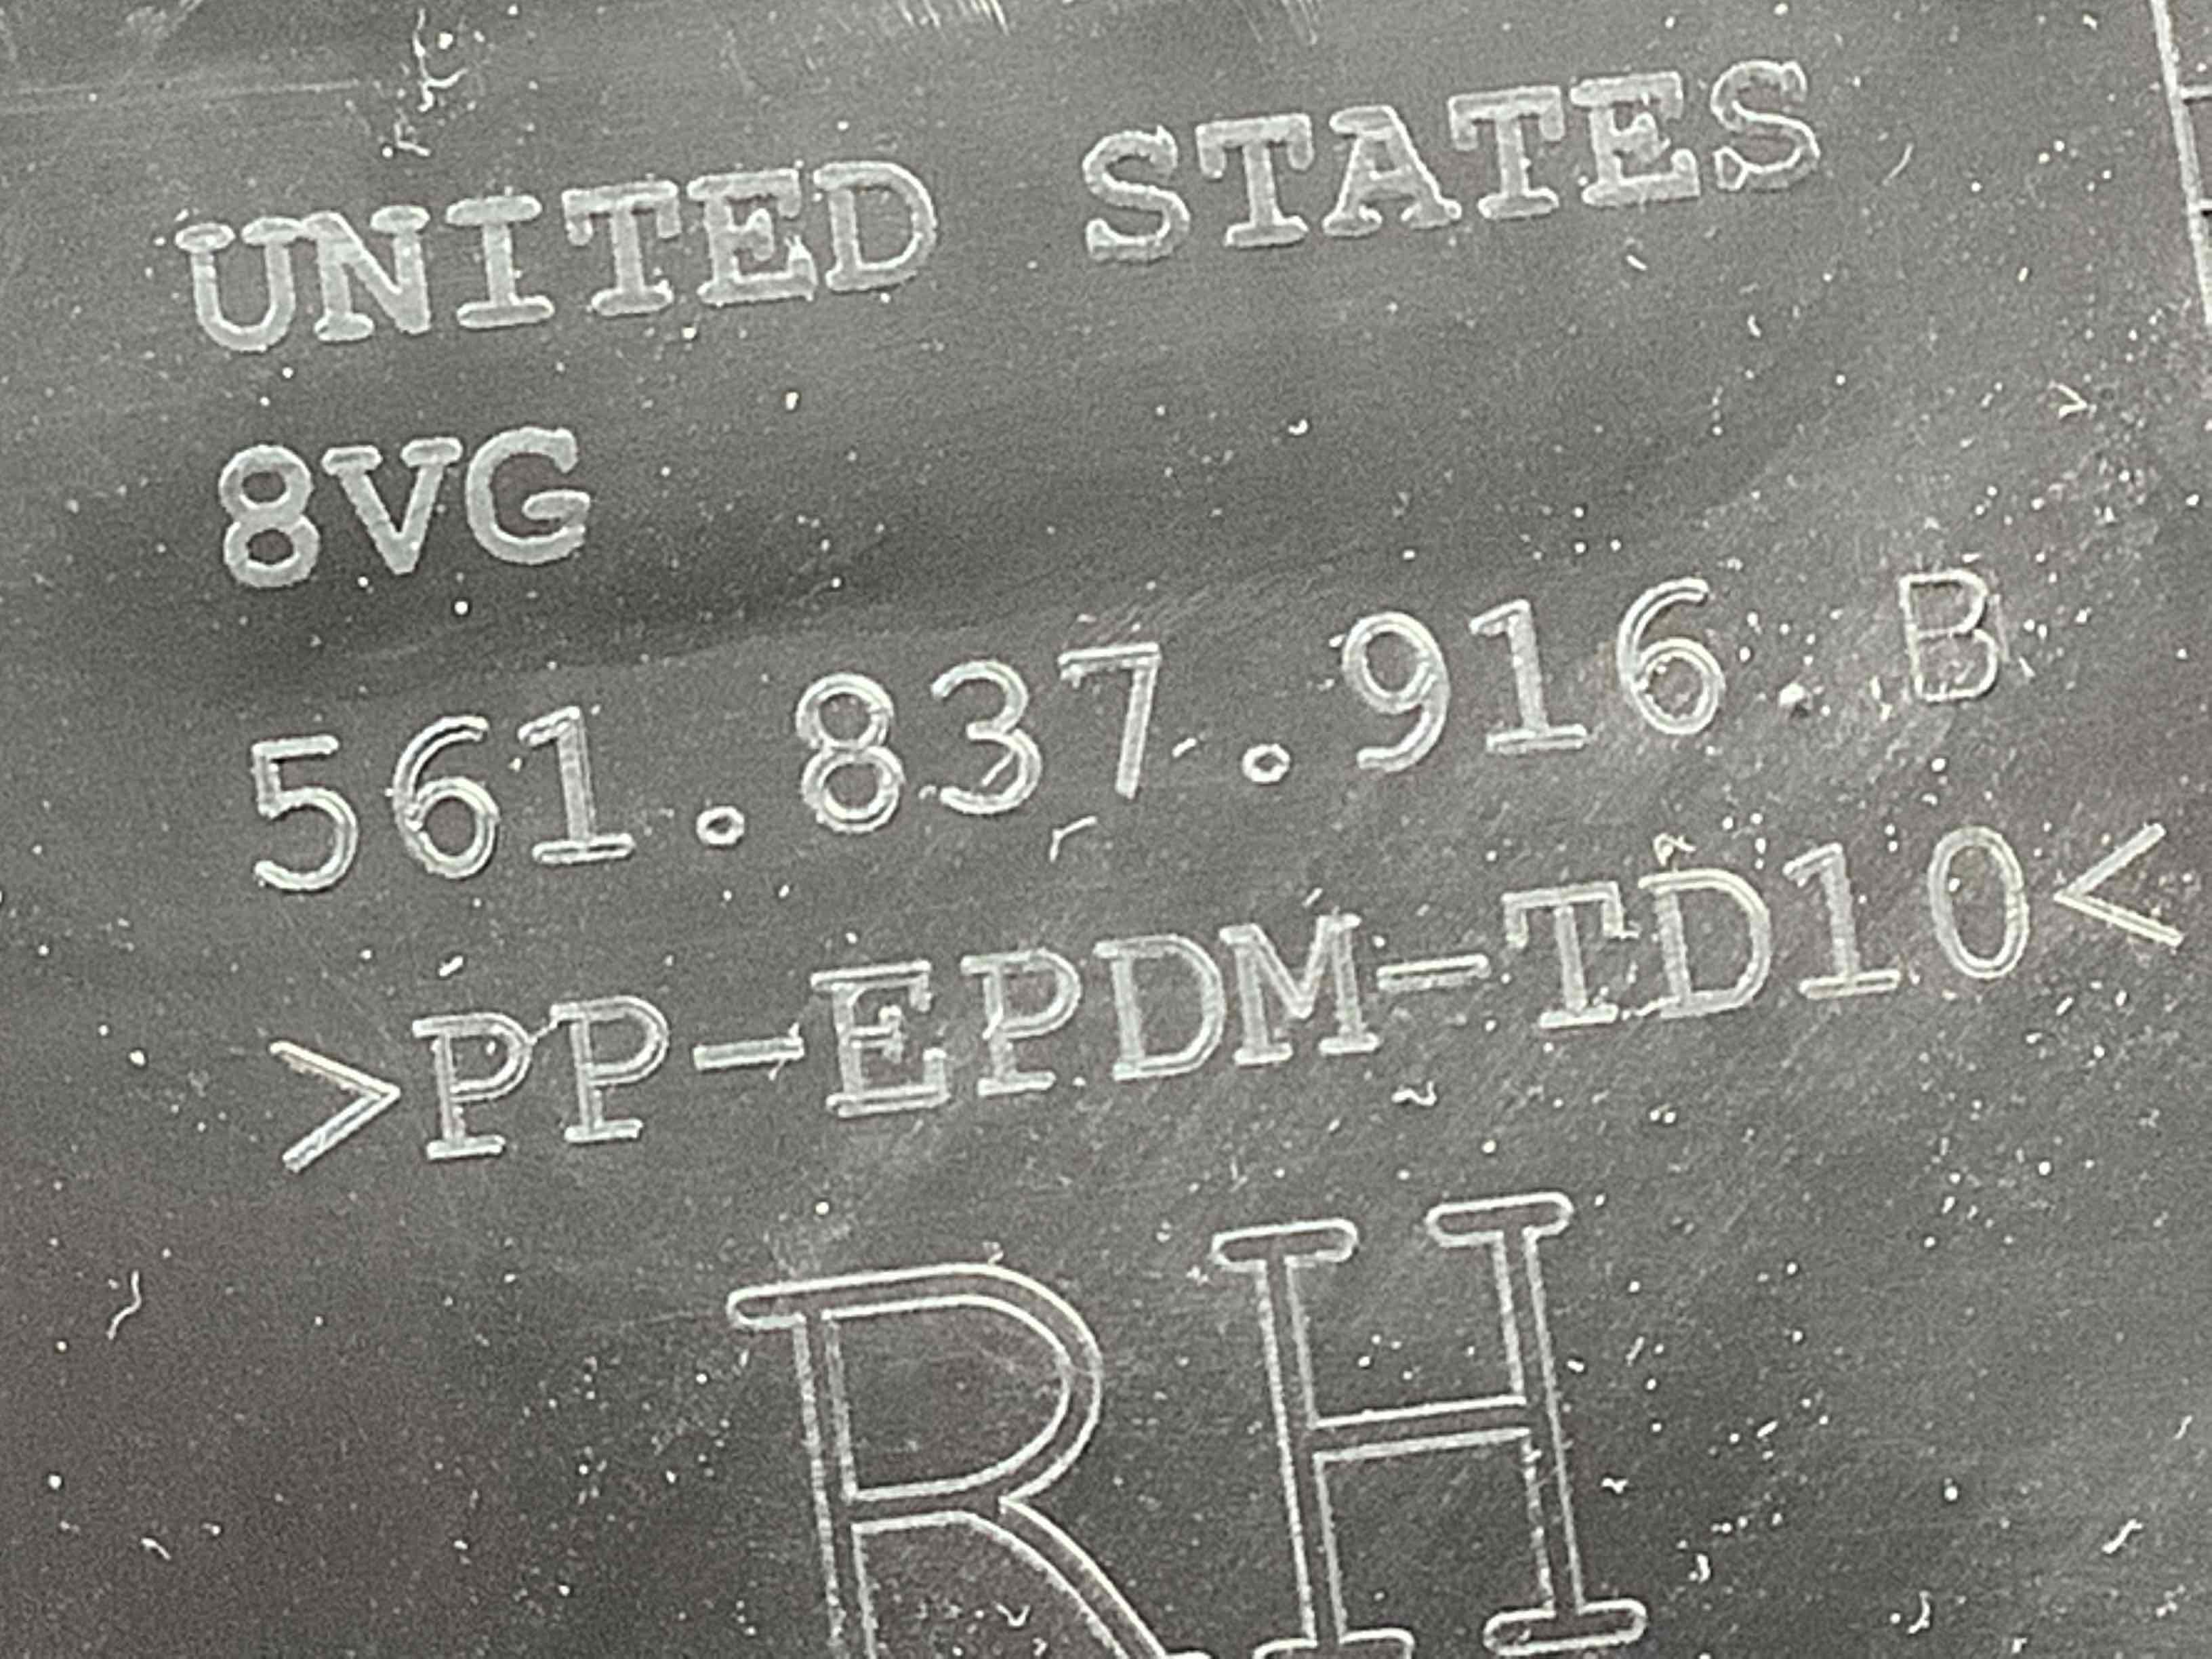 UNITED STATES
8VG
561.837.916.B
>PP-EPDM-TD10<
RH